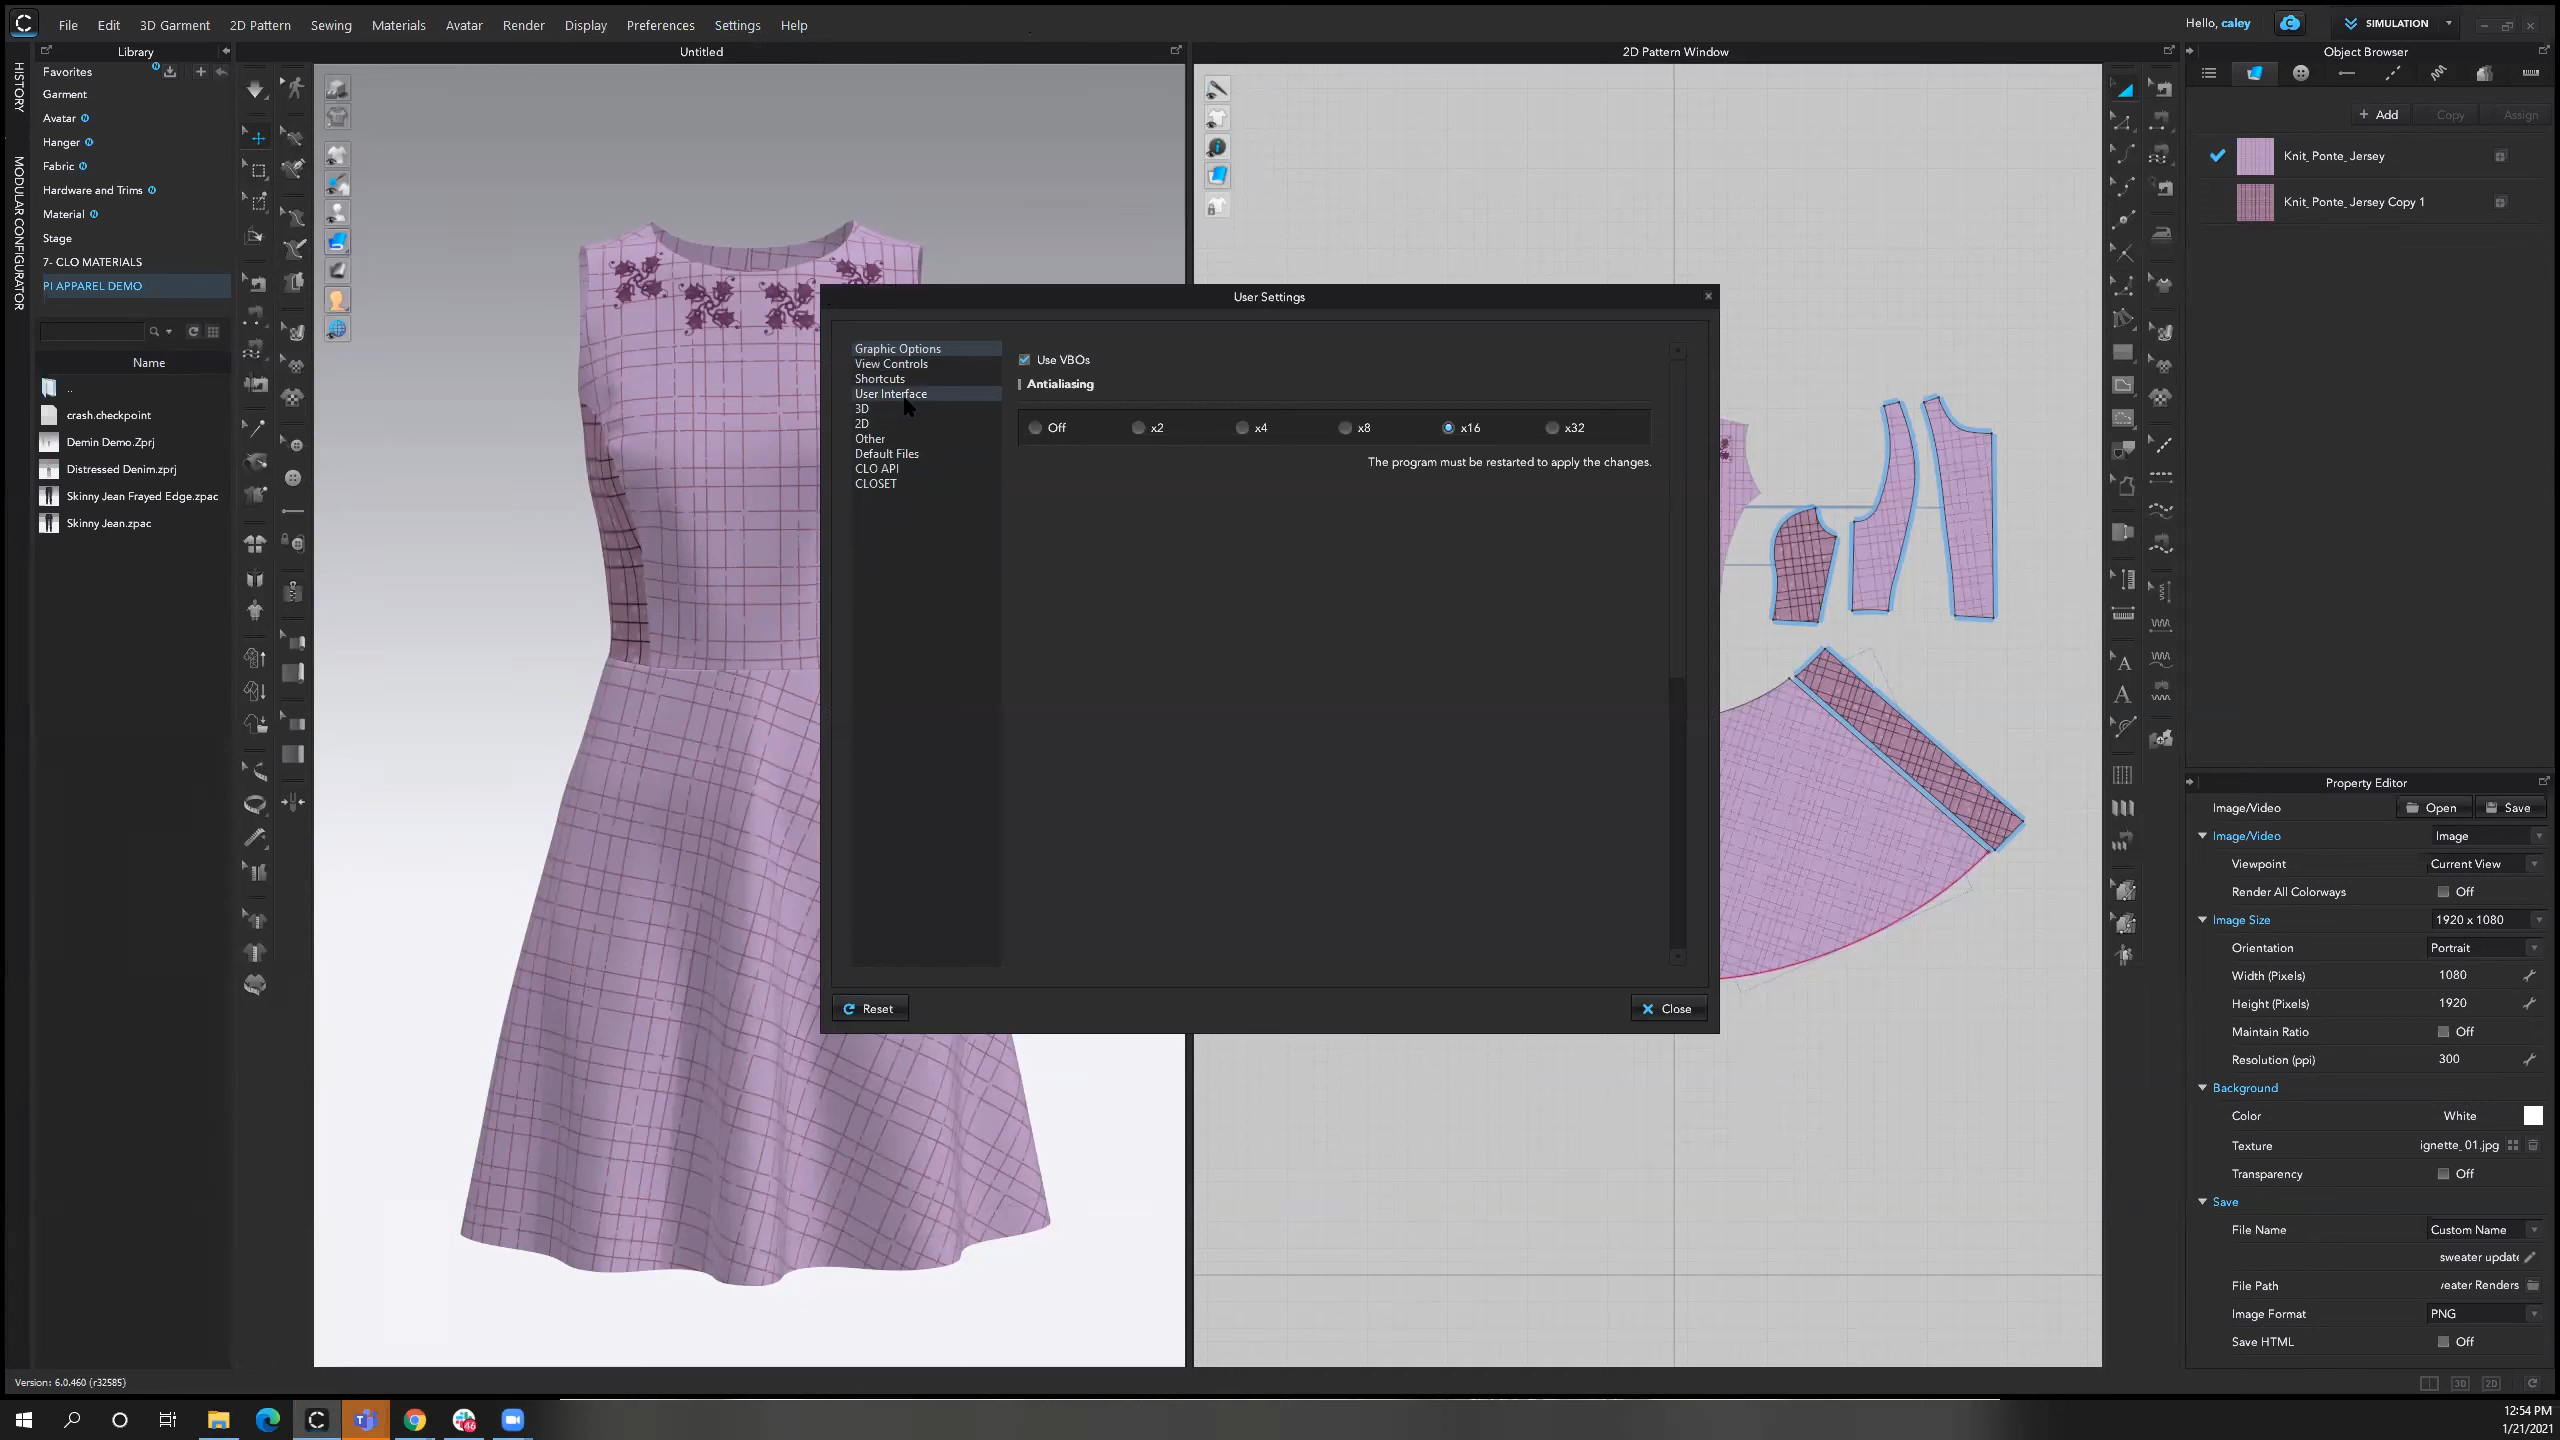 File Edit 3D Garment 2D Pattern Sewing Materials Avatar Render Display Preferences Settings Help
Hello, caley
SIMULATION
HISTORY
MODULAR CONFIGURATOR
Library
Favorites
Garment
Avatar
Hanger
Fabric
Hardware and Trims
Material
Stage
7- CLO MATERIALS
PI APPAREL DEMO
Name
..
crash.checkpoint
Demin Demo.Zprj
Distressed Denim.zprj
Skinny Jean Frayed Edge.zpac
Skinny Jean.zpac
Untitled
2D Pattern Window
User Settings
Graphic Options
View Controls
Shortcuts
User Interface
3D
2D
Other
Default Files
CLO API
CLOSET
Use VBOs
Antialiasing
Off x2 x4 x8 x16 x32
The program must be restarted to apply the changes.
Reset
Close
Object Browser
+ Add Copy Assign
Knit_Ponte_Jersey
Knit_Ponte_Jersey Copy 1
Property Editor
Image/Video Open Save
Image/Video Image
Viewpoint Current View
Render All Colorways Off
Image Size 1920 x 1080
Orientation Portrait
Width (Pixels) 1080
Height (Pixels) 1920
Maintain Ratio Off
Resolution (ppi) 300
Background
Color White
Texture ignette_01.jpg
Transparency Off
Save
File Name Custom Name
sweater update
File Path /eater Renders
Image Format PNG
Save HTML Off
Version: 6.0.460 (r32585)
3D 2D
46
12:54 PM
1/21/2021